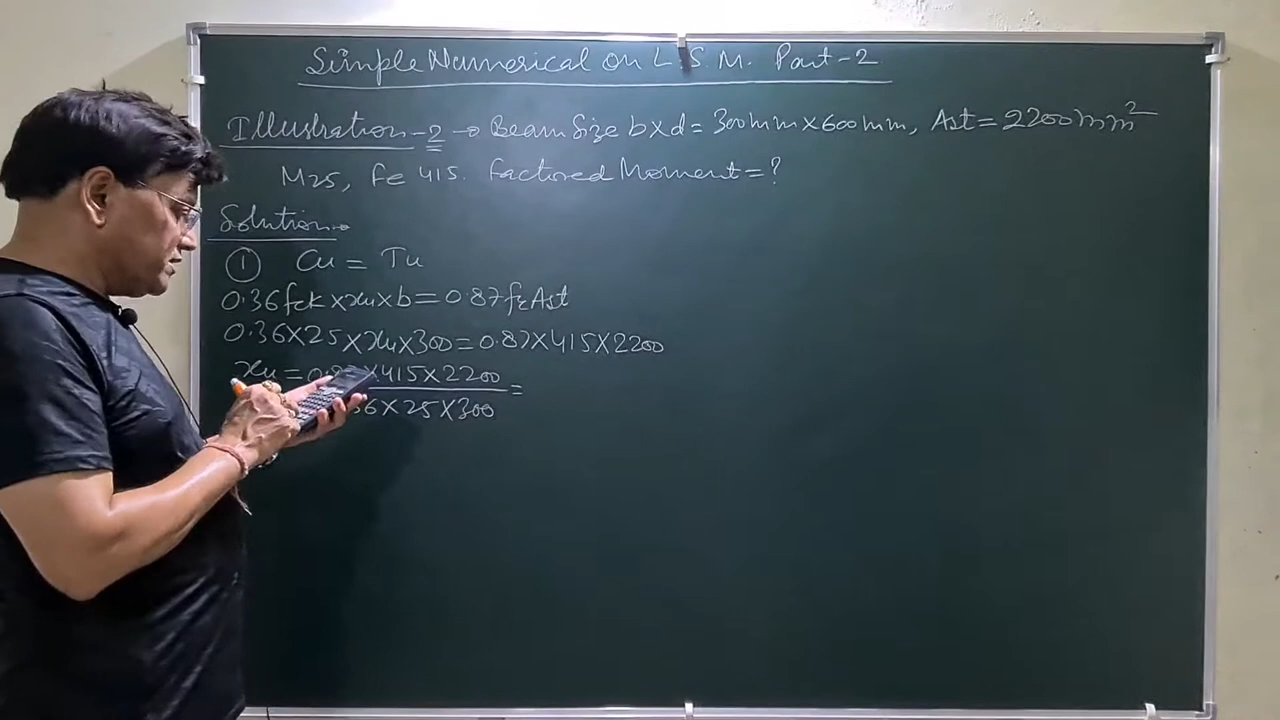 Simple Numerical on L.S.M. Part-2
Illustration-2 → Beam Size b×d = 300mm×600mm, Ast = 2200mm²
M25, Fe 415. Factored Moment = ?
Solution→
① Cu = Tu
0.36fck×xu×b = 0.87fyAst
0.36×25×xu×300 = 0.87×415×2200
xu = ×415×2200 =
6×25×300